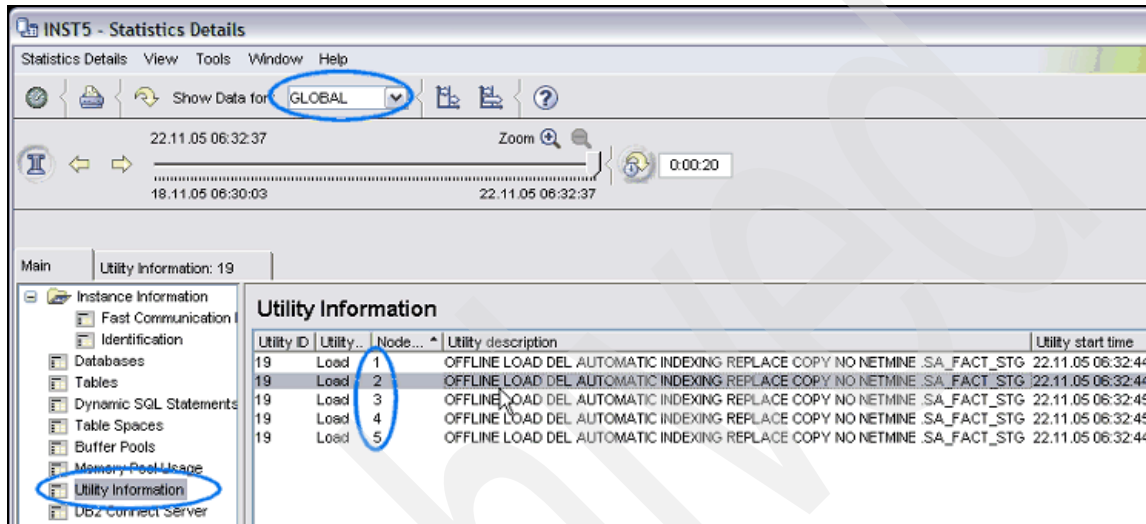 INST5 - Statistics Details
Statistics Details View Tools Window Help
Show Data for GLOBAL
22.11.05 06:32:37 Zoom
0:00:20
18.11.05 06:30:03 22.11.05 06:32:37
Main Utility Information: 19
Instance Information
Fast Communication
Identification
Databases
Tables
Dynamic SQL Statements
Table Spaces
Buffer Pools
Memory Pool Usage
Utility Information
DB2 Connect Server
Utility Information
Utility ID Utility... Node... Utility description Utility start time
19 Load 1 OFFLINE LOAD DEL AUTOMATIC INDEXING REPLACE COPY NO NETMINE .SA_FACT_STG 22.11.05 06:32:44
19 Load 2 OFFLINE LOAD DEL AUTOMATIC INDEXING REPLACE COPY NO NETMINE .SA_FACT_STG 22.11.05 06:32:44
19 Load 3 OFFLINE LOAD DEL AUTOMATIC INDEXING REPLACE COPY NO NETMINE .SA_FACT_STG 22.11.05 06:32:45
19 Load 4 OFFLINE LOAD DEL AUTOMATIC INDEXING REPLACE COPY NO NETMINE .SA_FACT_STG 22.11.05 06:32:45
19 Load 5 OFFLINE LOAD DEL AUTOMATIC INDEXING REPLACE COPY NO NETMINE .SA_FACT_STG 22.11.05 06:32:44